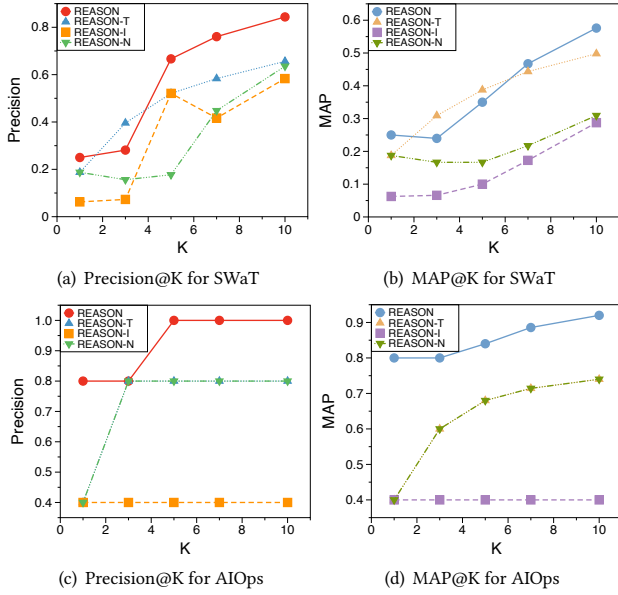 REASON
REASON-T
REASON-I
REASON-N
Precision
0.8
0.6
0.4
0.2
0
0 2 4 6 8 10
K
(a) Precision@K for SWaT
REASON
REASON-T
REASON-I
REASON-N
MAP
0.6
0.5
0.4
0.3
0.2
0.1
0
0 2 4 6 8 10
K
(b) MAP@K for SWaT
REASON
REASON-T
REASON-I
REASON-N
Precision
1.0
0.9
0.8
0.7
0.6
0.5
0.4
0 2 4 6 8 10
K
(c) Precision@K for AIOps
REASON
REASON-T
REASON-I
REASON-N
MAP
0.9
0.8
0.7
0.6
0.5
0.4
0 2 4 6 8 10
K
(d) MAP@K for AIOps